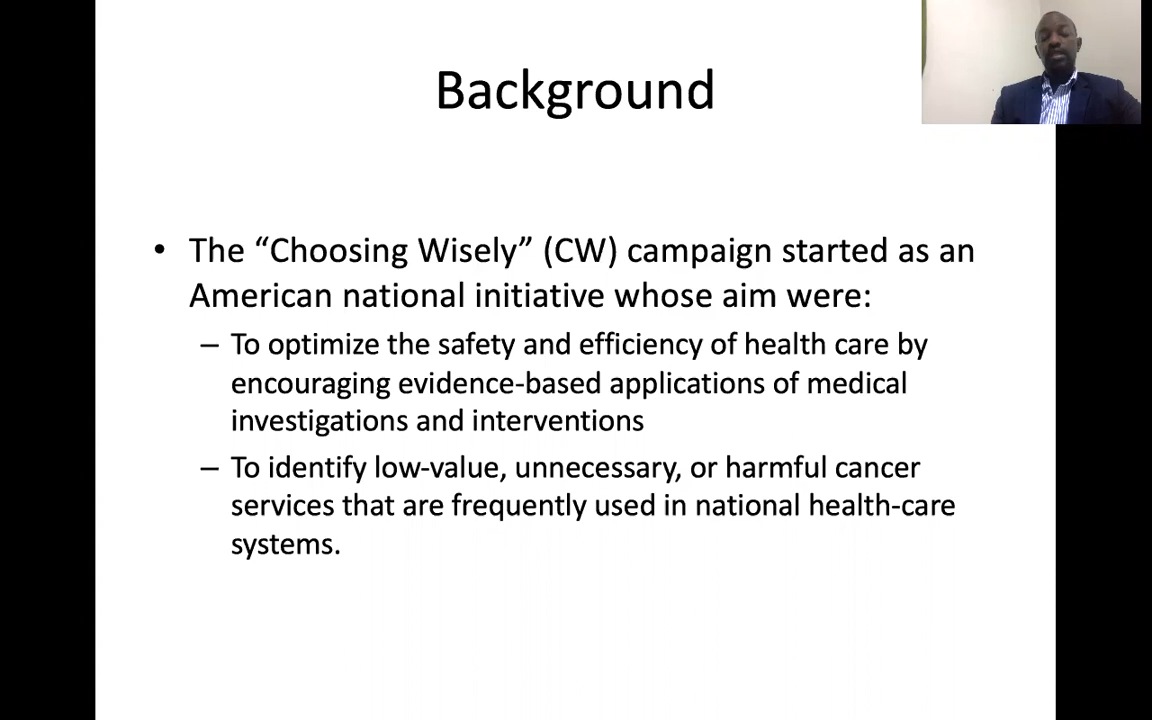 Background
• The “Choosing Wisely” (CW) campaign started as an
American national initiative whose aim were:
– To optimize the safety and efficiency of health care by
encouraging evidence-based applications of medical
investigations and interventions
– To identify low-value, unnecessary, or harmful cancer
services that are frequently used in national health-care
systems.